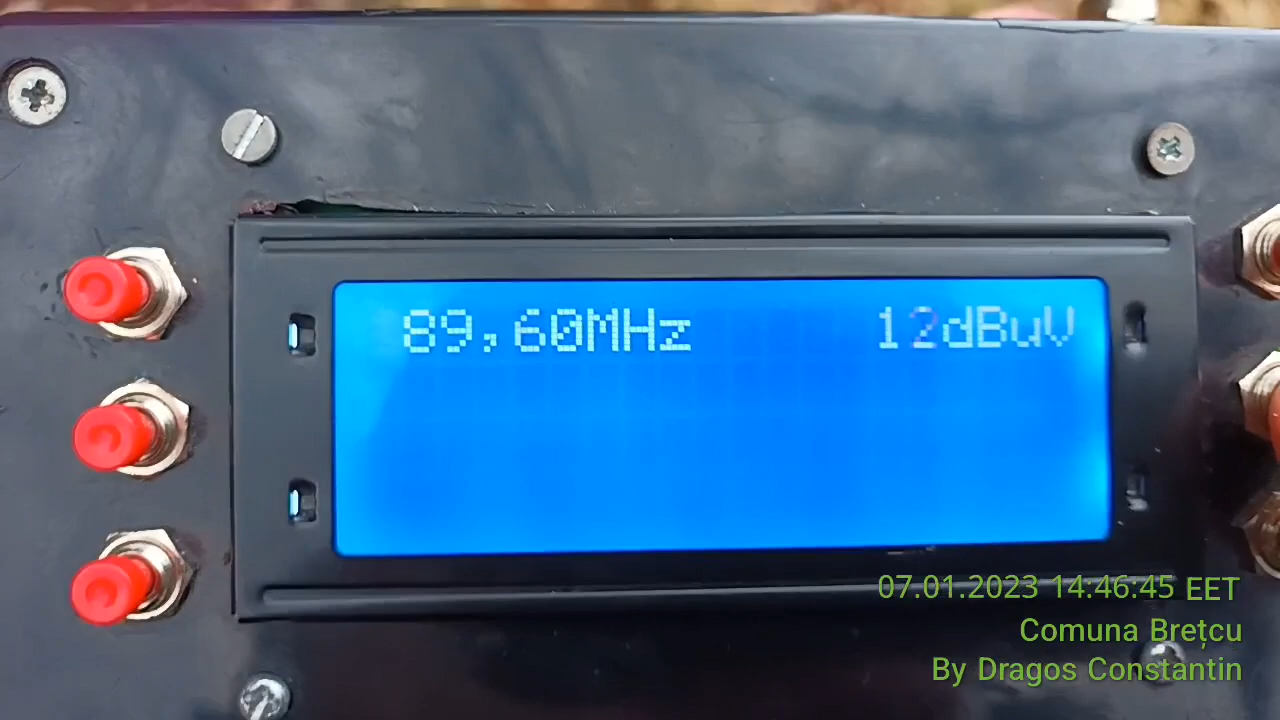 89,60MHz 12dBuV
07.01.2023 14:46:45 EET
Comuna Brețcu
By Dragos Constantin